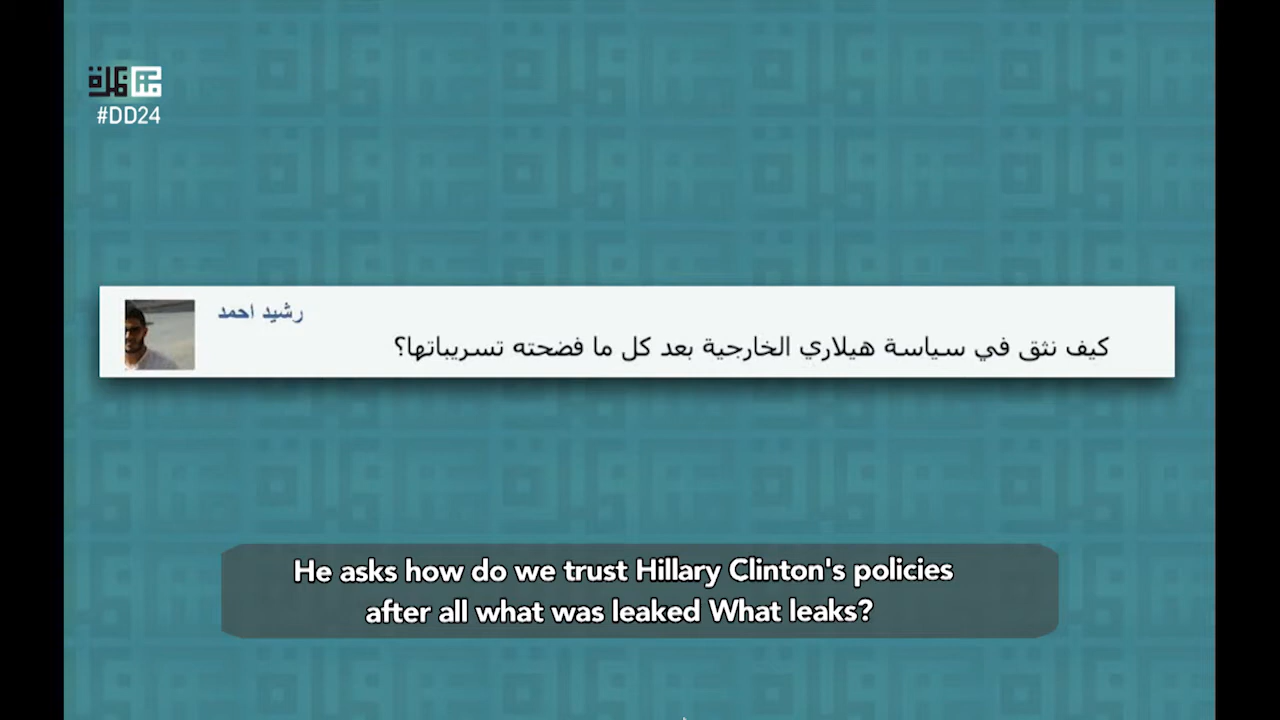 مناظرة
#DD24
رشيد احمد
كيف نثق في سياسة هيلاري الخارجية بعد كل ما فضحته تسريباتها؟
He asks how do we trust Hillary Clinton's policies
after all what was leaked What leaks?